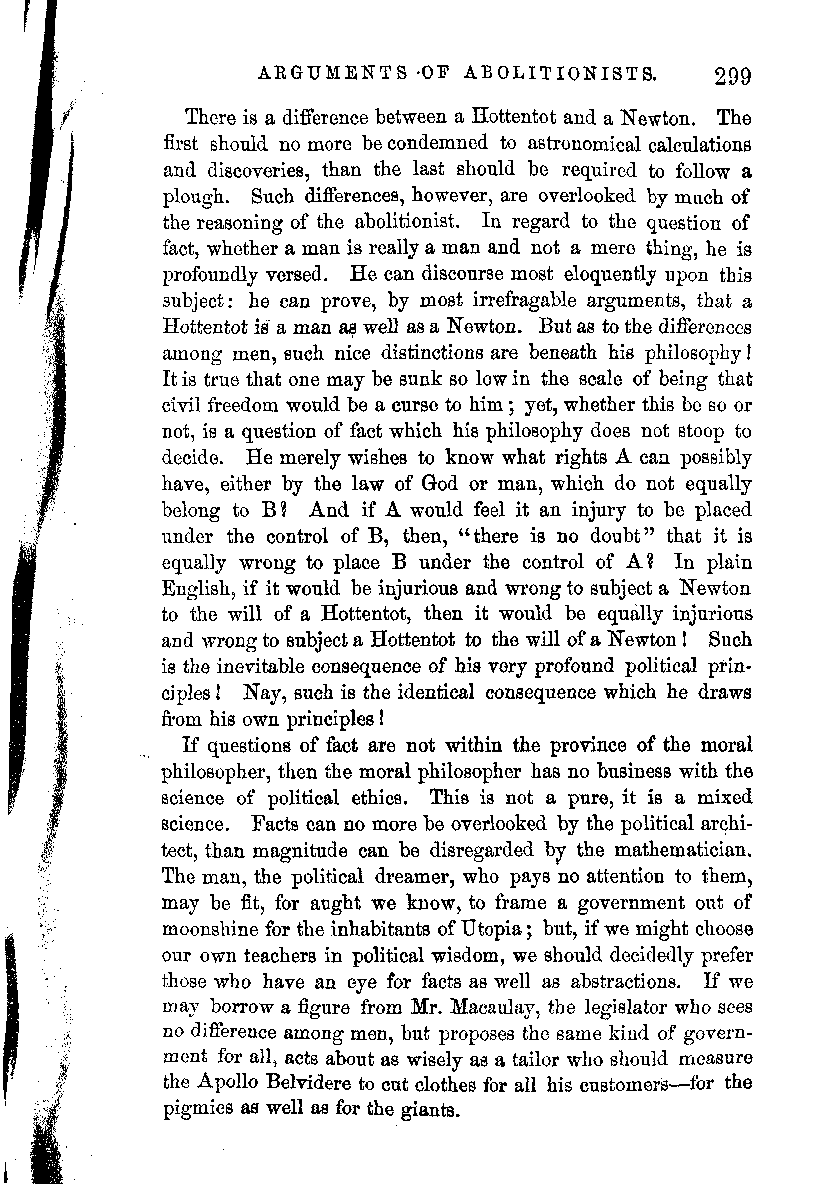 ARGUMENTS OF ABOLITIONISTS. 299
There is a difference between a Hottentot and a Newton. The
first should no more be condemned to astronomical calculations
and discoveries, than the last should be required to follow a
plough. Such differences, however, are overlooked by much of
the reasoning of the abolitionist. In regard to the question of
fact, whether a man is really a man and not a mere thing, he is
profoundly versed. He can discourse most eloquently upon this
subject: he can prove, by most irrefragable arguments, that a
Hottentot is a man as well as a Newton. But as to the differences
among men, such nice distinctions are beneath his philosophy!
It is true that one may be sunk so low in the scale of being that
civil freedom would be a curse to him; yet, whether this be so or
not, is a question of fact which his philosophy does not stoop to
decide. He merely wishes to know what rights A can possibly
have, either by the law of God or man, which do not equally
belong to B? And if A would feel it an injury to be placed
under the control of B, then, "there is no doubt" that it is
equally wrong to place B under the control of A? In plain
English, if it would be injurious and wrong to subject a Newton
to the will of a Hottentot, then it would be equally injurious
and wrong to subject a Hottentot to the will of a Newton! Such
is the inevitable consequence of his very profound political prin-
ciples! Nay, such is the identical consequence which he draws
from his own principles!
If questions of fact are not within the province of the moral
philosopher, then the moral philosopher has no business with the
science of political ethics. This is not a pure, it is a mixed
science. Facts can no more be overlooked by the political archi-
tect, than magnitude can be disregarded by the mathematician.
The man, the political dreamer, who pays no attention to them,
may be fit, for aught we know, to frame a government out of
moonshine for the inhabitants of Utopia; but, if we might choose
our own teachers in political wisdom, we should decidedly prefer
those who have an eye for facts as well as abstractions. If we
may borrow a figure from Mr. Macaulay, the legislator who sees
no difference among men, but proposes the same kind of govern-
ment for all, acts about as wisely as a tailor who should measure
the Apollo Belvidere to cut clothes for all his customers—for the
pigmies as well as for the giants.